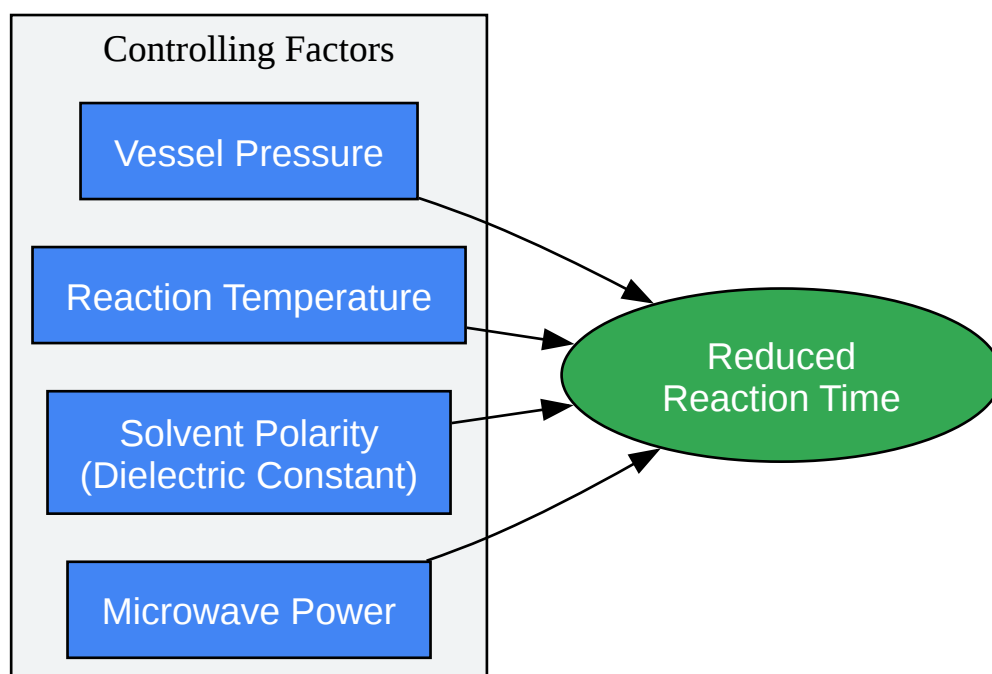 Controlling Factors
Vessel Pressure
Reaction Temperature
Solvent Polarity
(Dielectric Constant)
Microwave Power
Reduced
Reaction Time